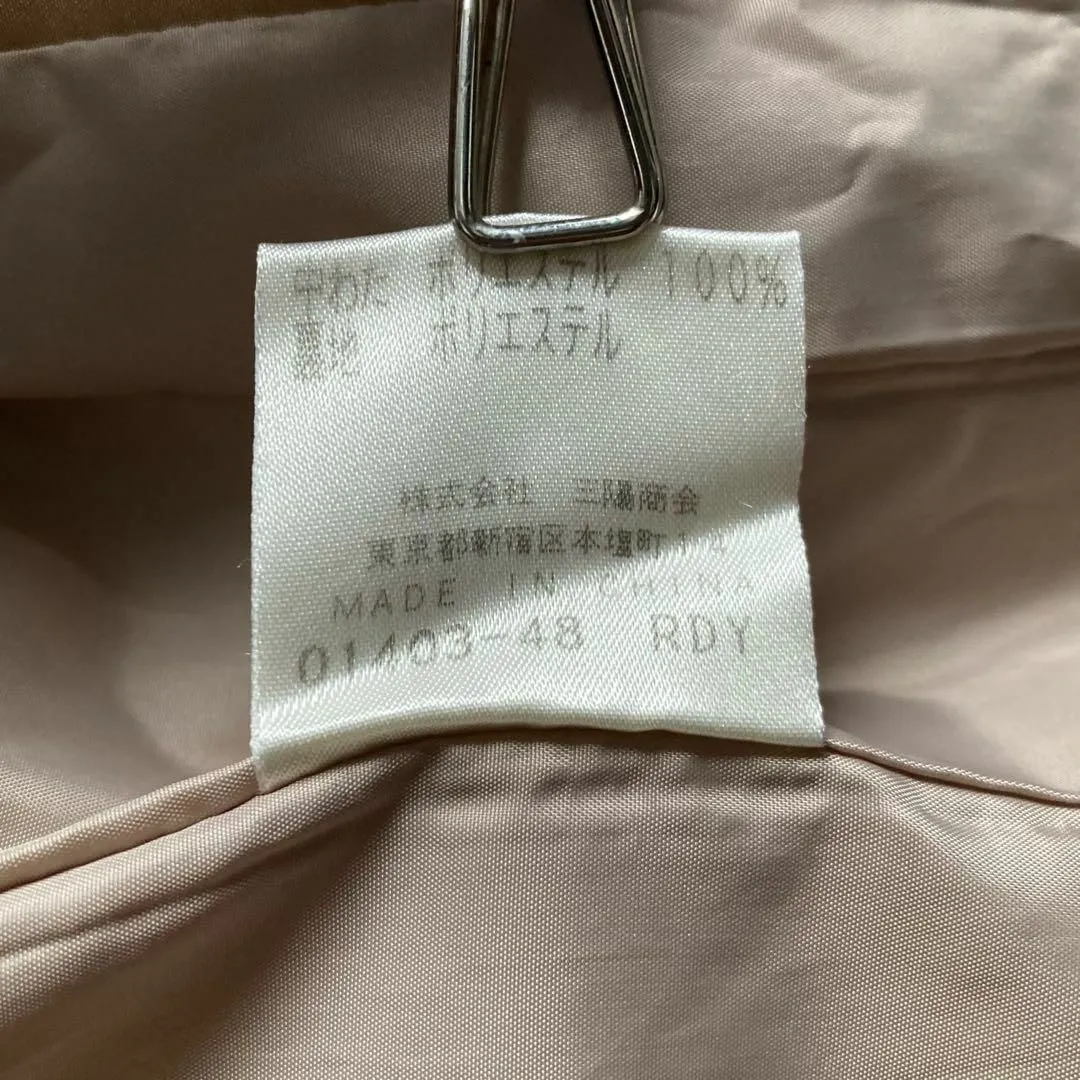 中わた ポリエステル 100%
裏地 ポリエステル
株式会社 三陽商会
東京都新宿区本塩町14
MADE IN CHINA
01403-48 RDY